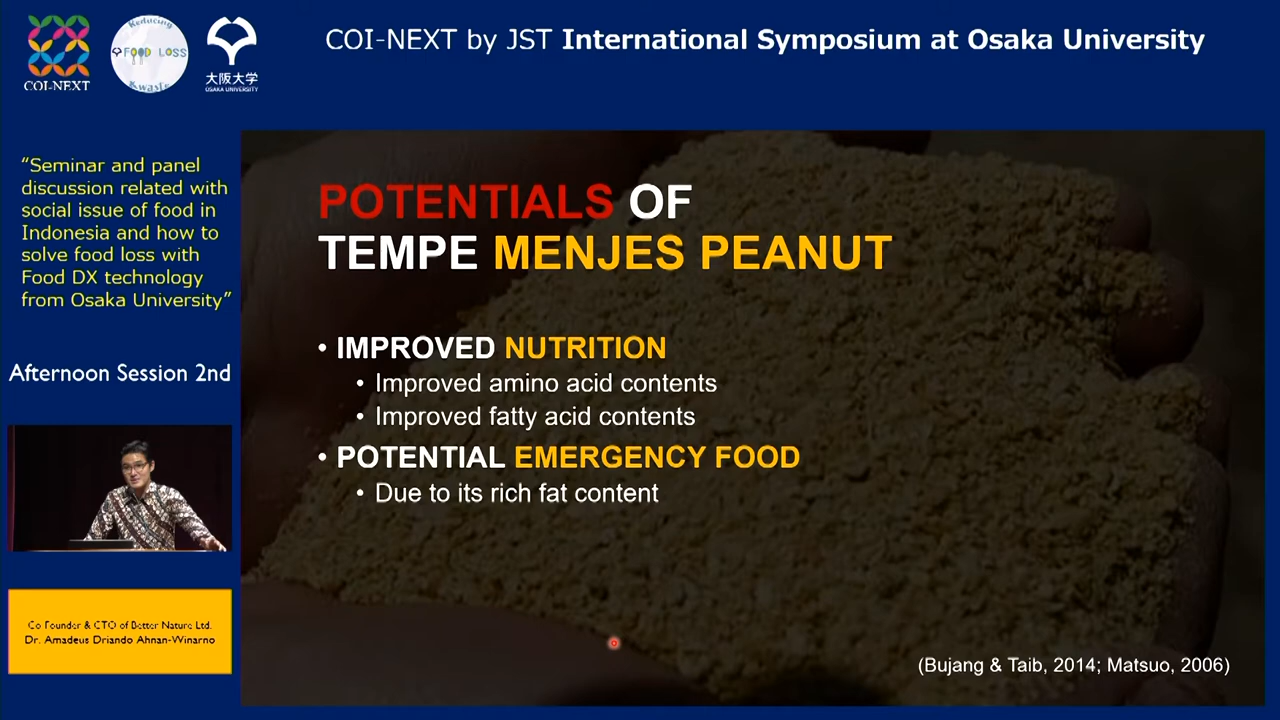 COI-NEXT
Reducing
FOOD LOSS
&Waste
大阪大学
OSAKA UNIVERSITY
COI-NEXT by JST International Symposium at Osaka University
“Seminar and panel
discussion related with
social issue of food in
Indonesia and how to
solve food loss with
Food DX technology
from Osaka University”
Afternoon Session 2nd
Co Founder & CTO of Better Nature Ltd.
Dr. Amadeus Driando Ahnan-Winarno
POTENTIALS OF
TEMPE MENJES PEANUT
• IMPROVED NUTRITION
• Improved amino acid contents
• Improved fatty acid contents
• POTENTIAL EMERGENCY FOOD
• Due to its rich fat content
(Bujang & Taib, 2014; Matsuo, 2006)